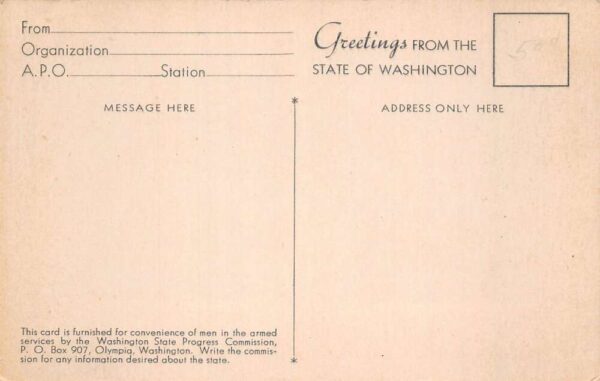 From
Organization
A.P.O. Station
Greetings FROM THE
STATE OF WASHINGTON
MESSAGE HERE
ADDRESS ONLY HERE
This card is furnished for convenience of men in the armed
services by the Washington State Progress Commission,
P. O. Box 907, Olympia, Washington. Write the commis-
sion for any information desired about the state.